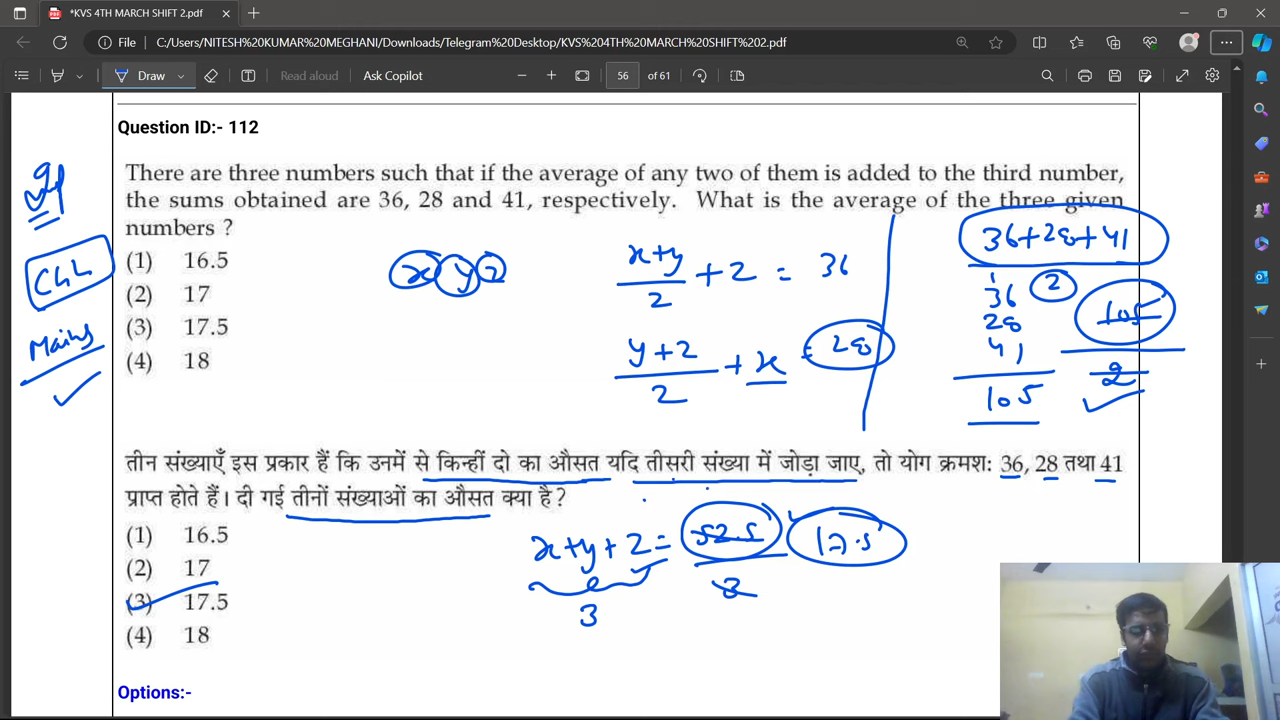 *KVS 4TH MARCH SHIFT 2.pdf
File C:/Users/NITESH%20KUMAR%20MEGHANI/Downloads/Telegram%20Desktop/KVS%204TH%20MARCH%20SHIFT%202.pdf
Draw Read aloud Ask Copilot 56 of 61
Question ID:- 112
There are three numbers such that if the average of any two of them is added to the third number,
the sums obtained are 36, 28 and 41, respectively. What is the average of the three given
numbers ?
(1) 16.5
(2) 17
(3) 17.5
(4) 18
Maths
x y z
x+y/2 + z = 36
y+z/2 + x = 28
36+28+41
36 2
28
41
105
105/2
तीन संख्याएँ इस प्रकार हैं कि उनमें से किन्हीं दो का औसत यदि तीसरी संख्या में जोड़ा जाए, तो योग क्रमश: 36, 28 तथा 41
प्राप्त होते हैं। दी गई तीनों संख्याओं का औसत क्या है?
(1) 16.5
(2) 17
(3) 17.5
(4) 18
x+y+z = 52.5 17.5
3 3
Options:-